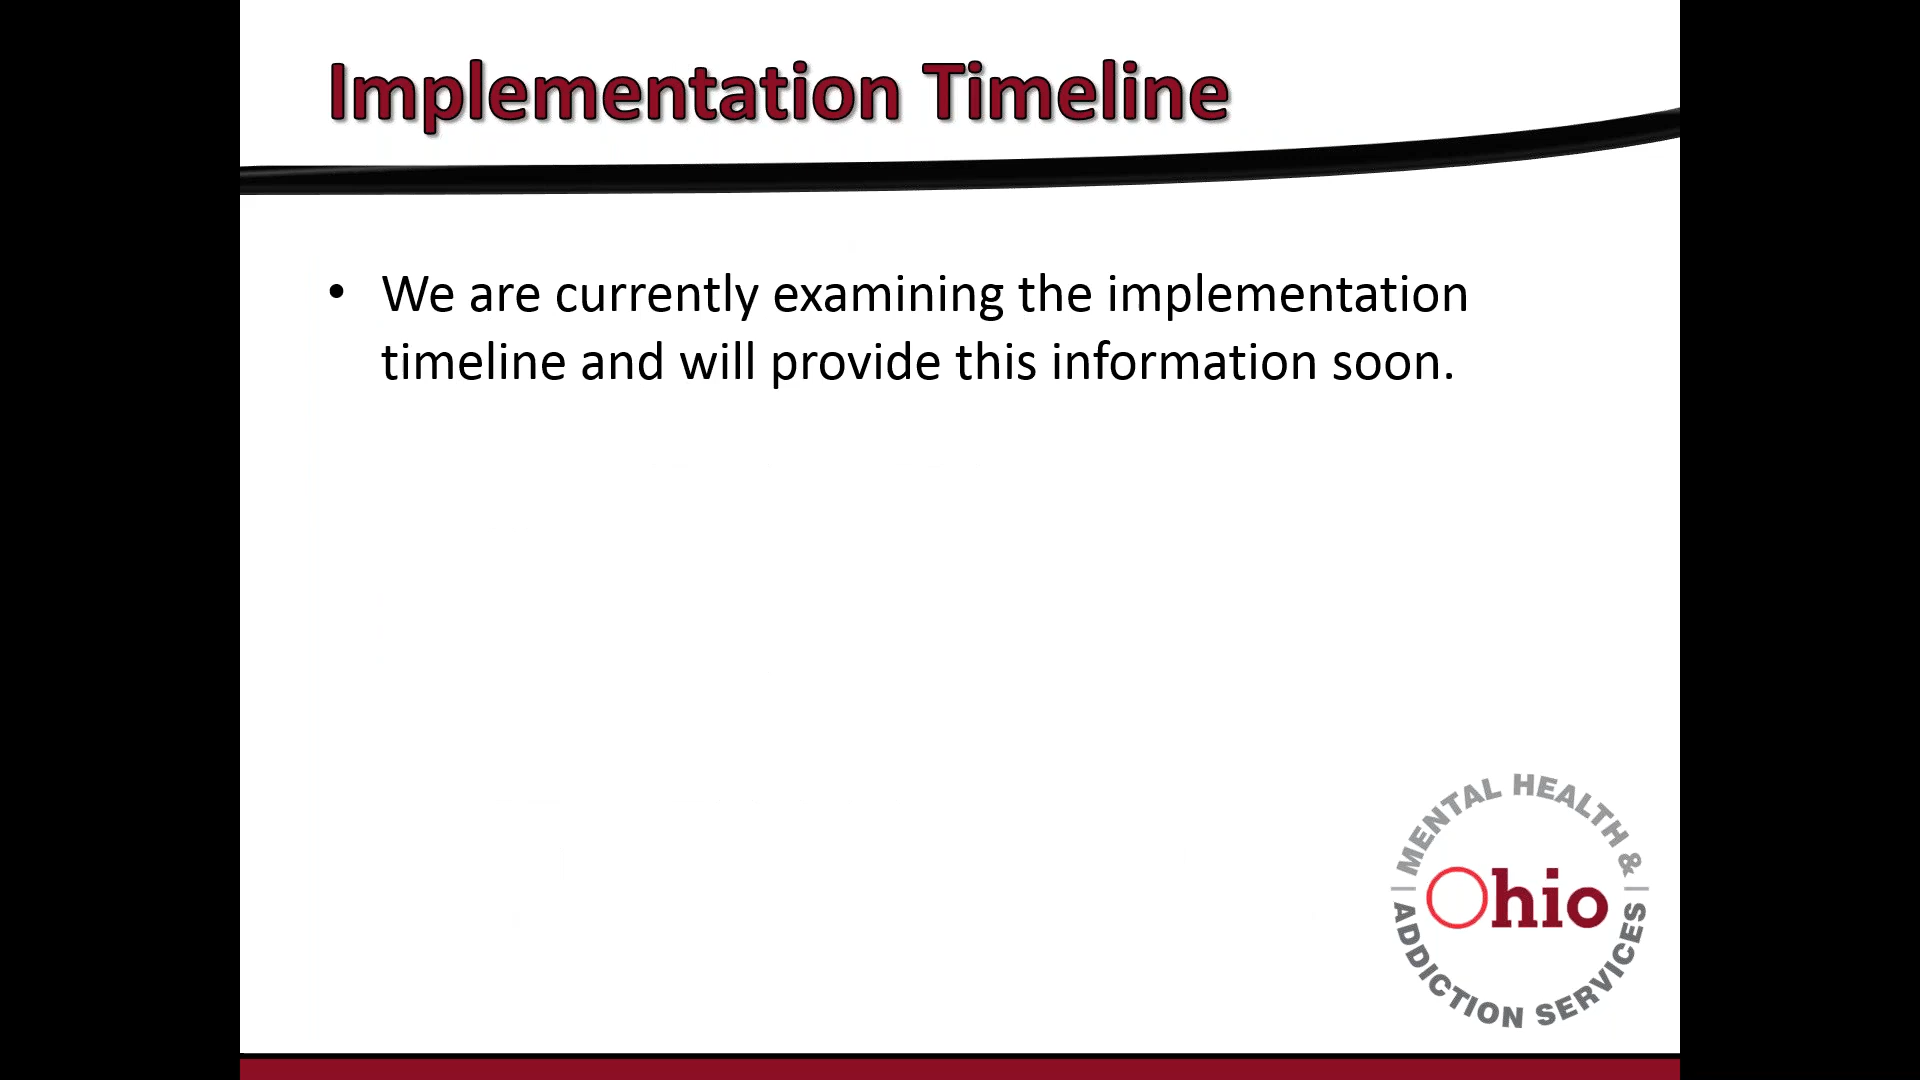 Implementation Timeline
• We are currently examining the implementation
timeline and will provide this information soon.
| MENTAL HEALTH & |
Ohio
ADDICTION SERVICES